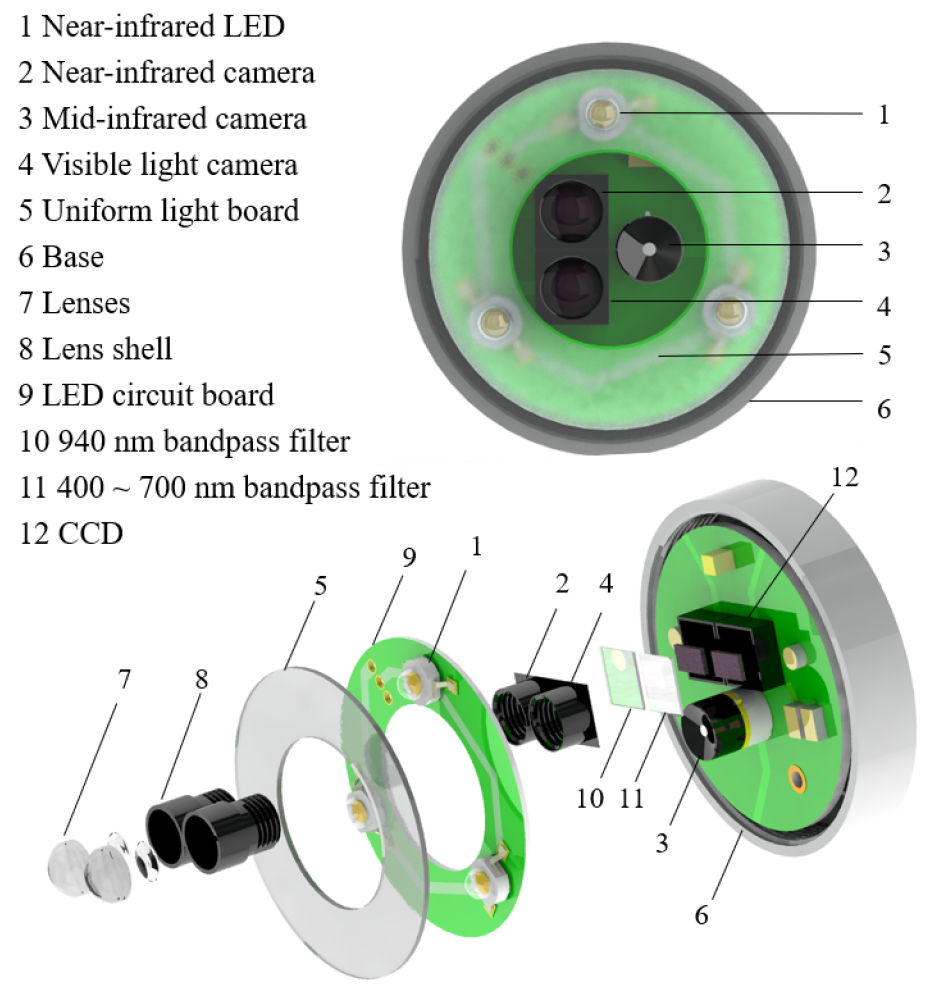 1 Near-infrared LED
2 Near-infrared camera
3 Mid-infrared camera
4 Visible light camera
5 Uniform light board
6 Base
7 Lenses
8 Lens shell
9 LED circuit board
10 940 nm bandpass filter
11 400 ~ 700 nm bandpass filter
12 CCD
1
2
3
4
5
6
12
1
9
2
4
5
7
8
10
11
3
6